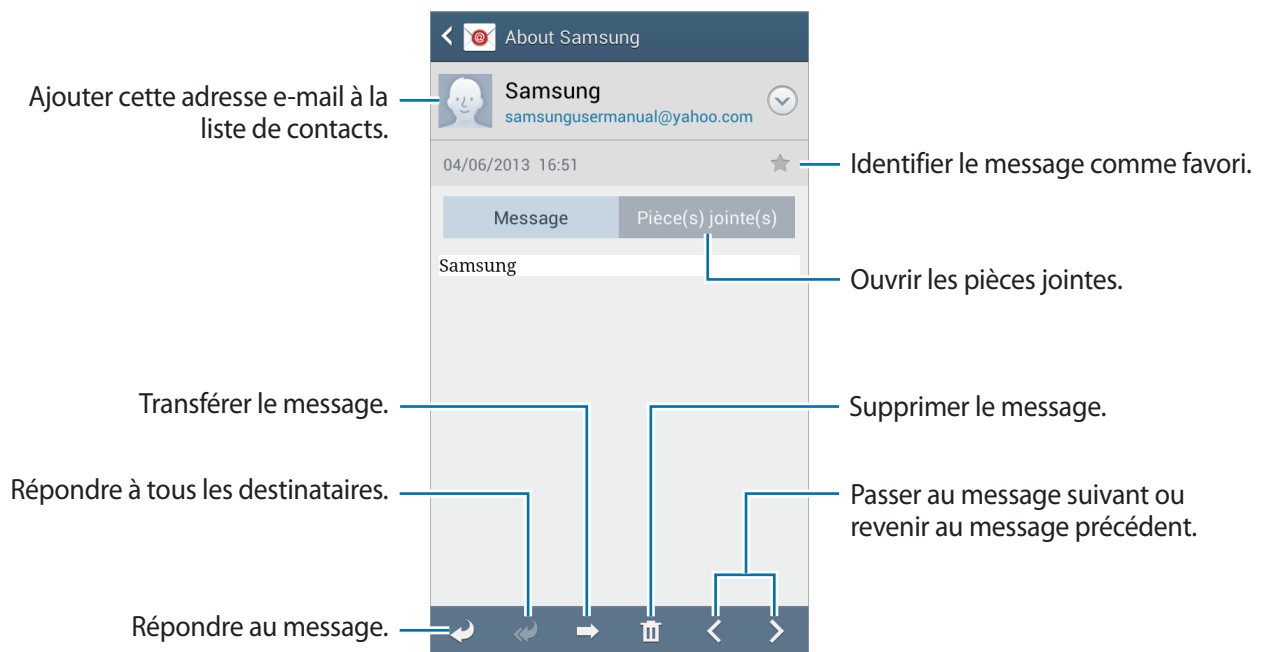 About Samsung
Ajouter cette adresse e-mail à la
liste de contacts.
Samsung
samsungusermanual@yahoo.com
04/06/2013 16:51
Identifier le message comme favori.
Message
Pièce(s) jointe(s)
Samsung
Ouvrir les pièces jointes.
Transférer le message.
Supprimer le message.
Répondre à tous les destinataires.
Passer au message suivant ou
revenir au message précédent.
Répondre au message.